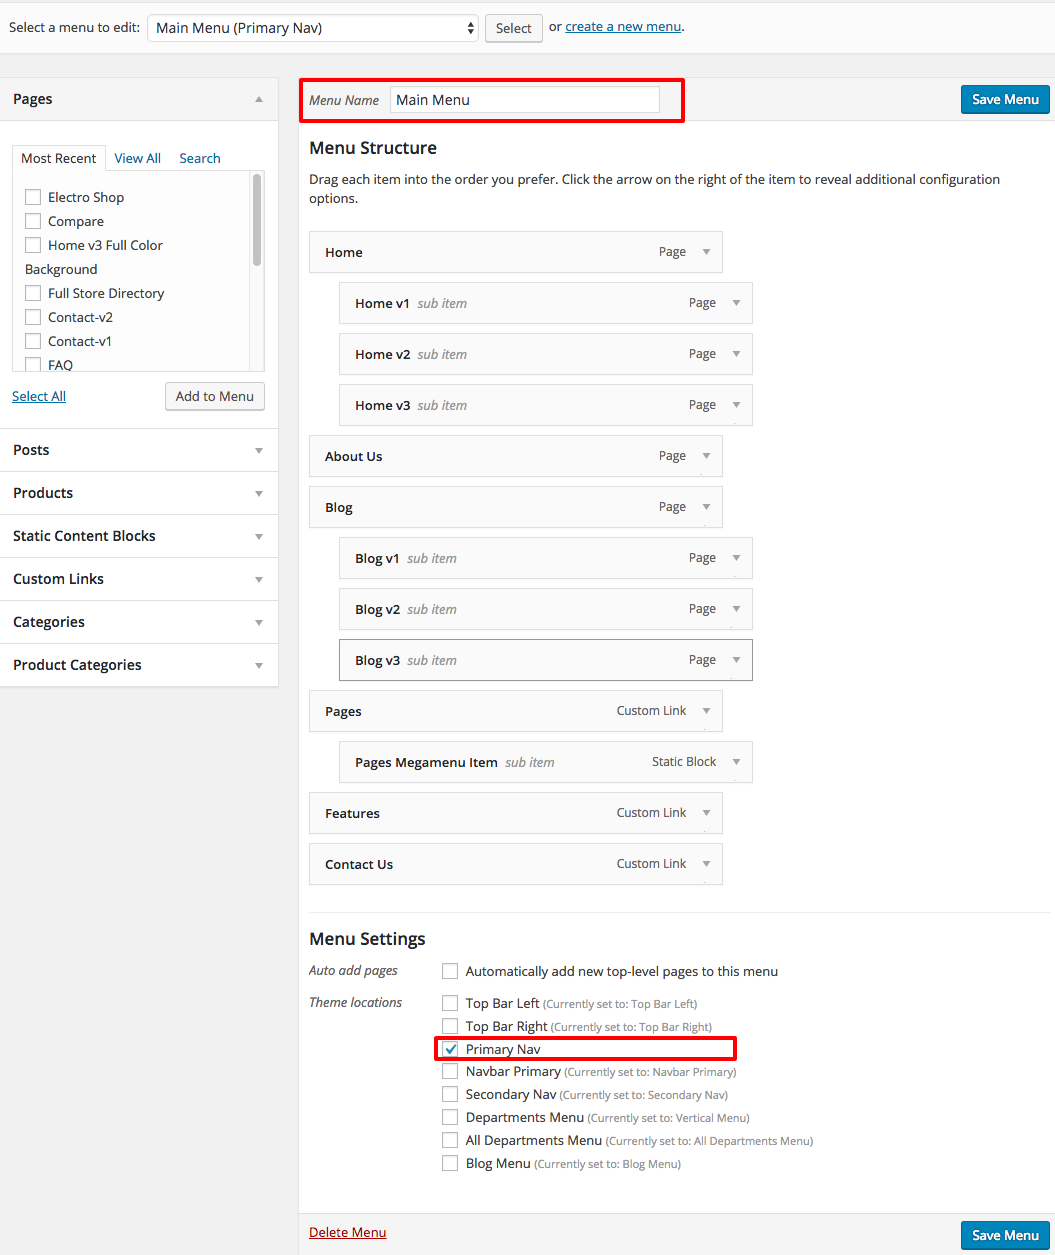 Select a menu to edit: Main Menu (Primary Nav) Select or create a new menu.
Pages
Most Recent View All Search
Electro Shop
Compare
Home v3 Full Color
Background
Full Store Directory
Contact-v2
Contact-v1
FAQ
Select All Add to Menu
Posts
Products
Static Content Blocks
Custom Links
Categories
Product Categories
Menu Name Main Menu Save Menu
Menu Structure
Drag each item into the order you prefer. Click the arrow on the right of the item to reveal additional configuration
options.
Home Page
Home v1 sub item Page
Home v2 sub item Page
Home v3 sub item Page
About Us Page
Blog Page
Blog v1 sub item Page
Blog v2 sub item Page
Blog v3 sub item Page
Pages Custom Link
Pages Megamenu Item sub item Static Block
Features Custom Link
Contact Us Custom Link
Menu Settings
Auto add pages Automatically add new top-level pages to this menu
Theme locations Top Bar Left (Currently set to: Top Bar Left)
Top Bar Right (Currently set to: Top Bar Right)
Primary Nav
Navbar Primary (Currently set to: Navbar Primary)
Secondary Nav (Currently set to: Secondary Nav)
Departments Menu (Currently set to: Vertical Menu)
All Departments Menu (Currently set to: All Departments Menu)
Blog Menu (Currently set to: Blog Menu)
Delete Menu Save Menu